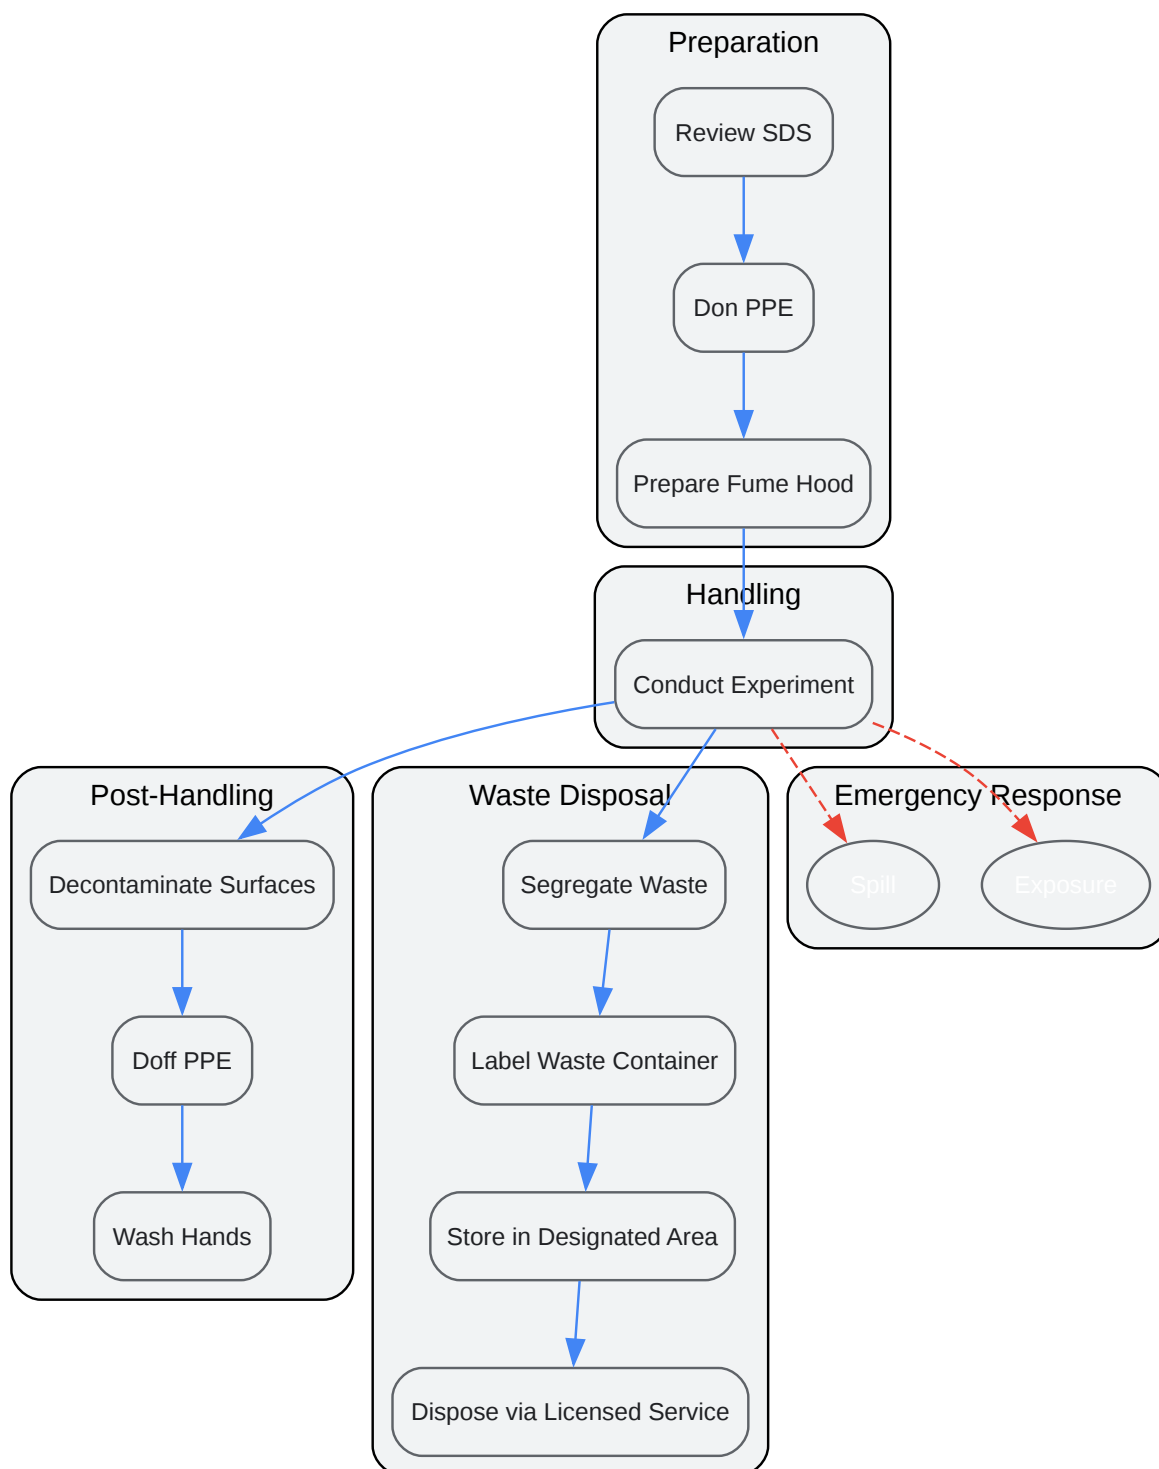 Preparation
Review SDS
Don PPE
Prepare Fume Hood
Handling
Conduct Experiment
Post-Handling
Decontaminate Surfaces
Doff PPE
Wash Hands
Waste Disposal
Segregate Waste
Label Waste Container
Store in Designated Area
Dispose via Licensed Service
Emergency Response
Spill
Exposure